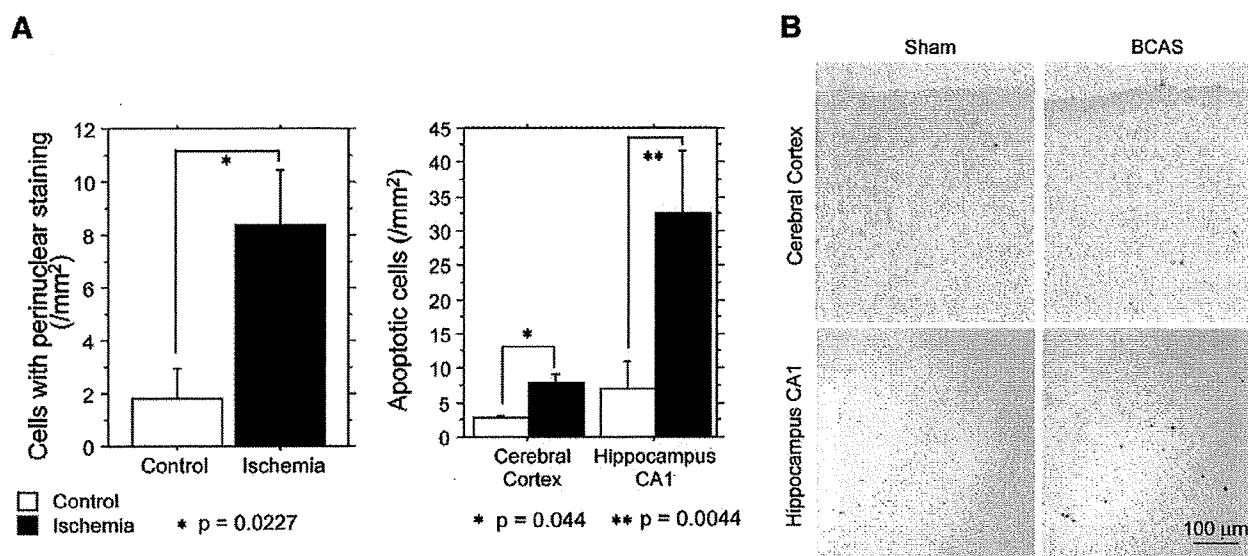 A
Cells with perinuclear staining
(/mm²)
12
10
8
6
4
2
0
*
Control
Ischemia
Control
Ischemia
* p = 0.0227
Apoptotic cells (/mm²)
45
40
35
30
25
20
15
10
5
0
*
**
Cerebral
Cortex
Hippocampus
CA1
* p = 0.044
** p = 0.0044
B
Sham
BCAS
Cerebral Cortex
Hippocampus CA1
100 µm